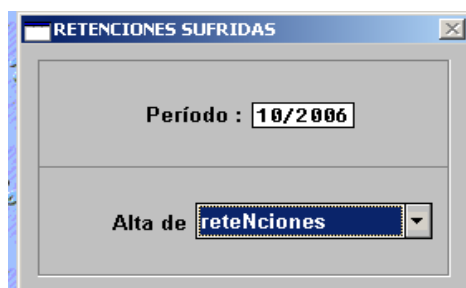 RETENCIONES SUFRIDAS
Período : 10/2006
Alta de reteNciones